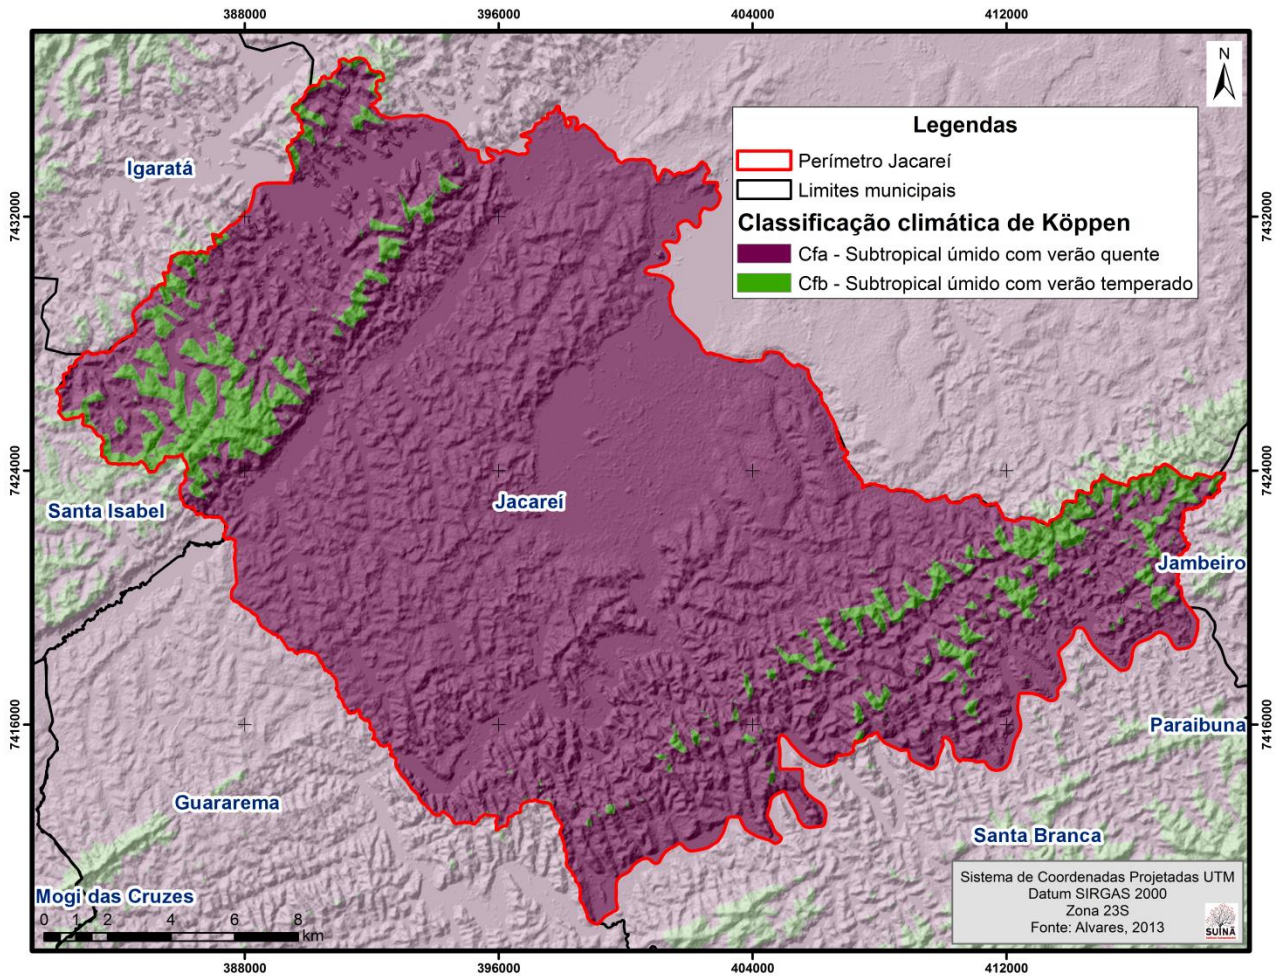 388000
396000
404000
412000
N
Legendas
Perímetro Jacareí
Limites municipais
Classificação climática de Köppen
Cfa - Subtropical úmido com verão quente
Cfb - Subtropical úmido com verão temperado
Igaratá
7432000
7432000
7424000
7424000
Jacareí
Santa Isabel
Jambeiro
7416000
7416000
Paraibuna
Guararema
Santa Branca
Mogi das Cruzes
0 1 2 4 6 8
km
Sistema de Coordenadas Projetadas UTM
Datum SIRGAS 2000
Zona 23S
Fonte: Alvares, 2013
SUINÃ
388000
396000
404000
412000